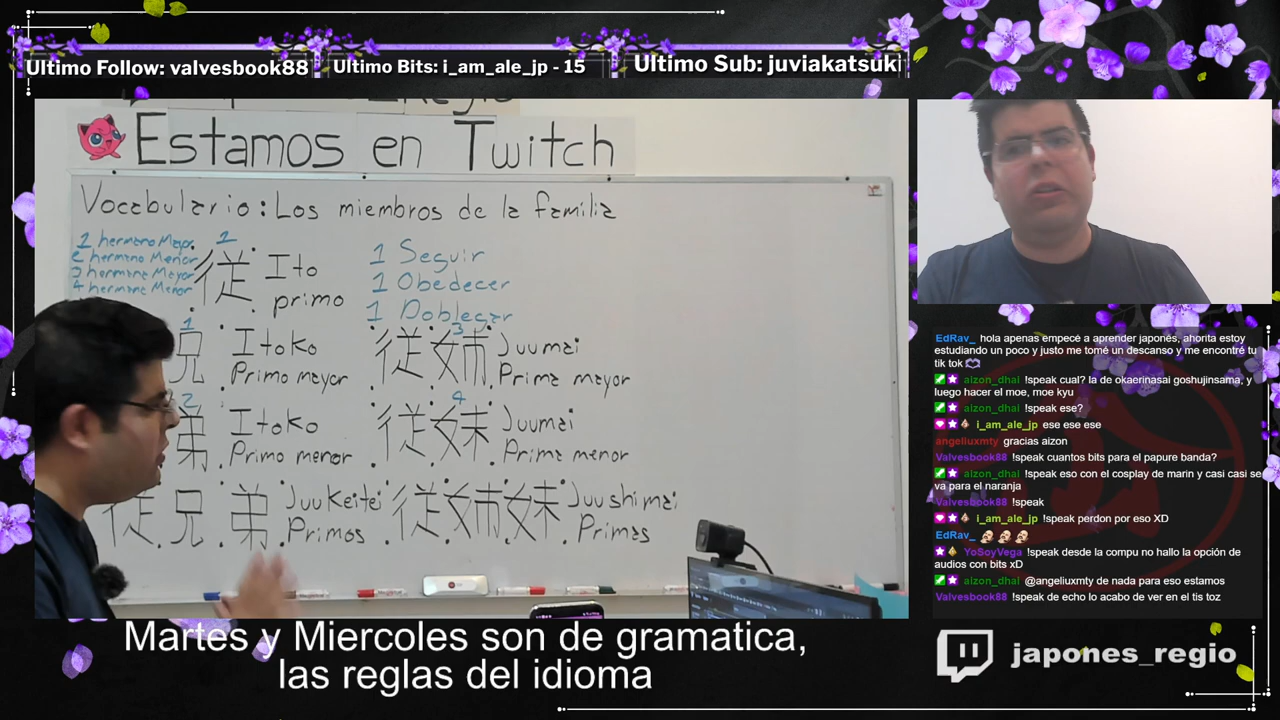 Ultimo Follow: valvesbook88
Ultimo Bits: i_am_ale_jp - 15
Ultimo Sub: juviakatsuki
Estamos en Twitch
Vocabulario: Los miembros de la familia
1 hermano Mayor
2 hermano Menor
3 hermana Mayor
4 hermana Menor
1
従 Ito
primo
1 Seguir
1 Obedecer
1 Doblegar
1
兄 Itoko
Primo mayor
3
従姉 Juumai
Prima mayor
2
弟 Itoko
Primo menor
4
従妹 Juumai
Prima menor
従兄弟 Juukeitei
Primos
従姉妹 Juushimai
Primas
Martes y Miercoles son de gramatica,
las reglas del idioma
EdRav_ hola apenas empecé a aprender japonés, ahorita estoy
estudiando un poco y justo me tomé un descanso y me encontré tu
tik tok
aizon_dhal !speak cual? la de okaerinasai goshujinsama, y
luego hacer el moe, moe kyu
aizon_dhal !speak ese?
i_am_ale_jp ese ese ese
angeliuxmty gracias aizon
Valvesbook88 !speak cuantos bits para el papure banda?
aizon_dhal !speak eso con el cosplay de marin y casi casi se
va para el naranja
Valvesbook88 !speak
i_am_ale_jp !speak perdon por eso XD
EdRav_
YoSoyVega !speak desde la compu no hallo la opción de
audios con bits xD
aizon_dhal @angeliuxmty de nada para eso estamos
Valvesbook88 !speak de echo lo acabo de ver en el tis toz
japones_regio